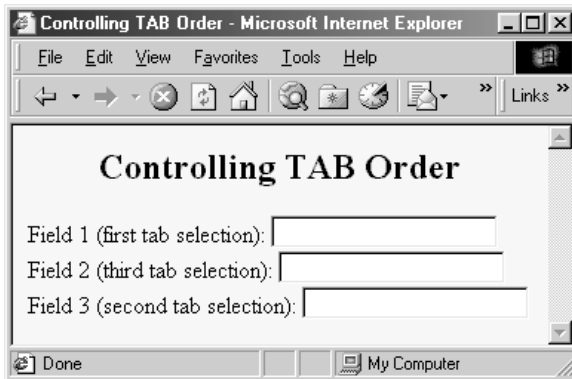 Controlling TAB Order - Microsoft Internet Explorer
File Edit View Favorites Tools Help
» Links »
Controlling TAB Order
Field 1 (first tab selection):
Field 2 (third tab selection):
Field 3 (second tab selection):
Done My Computer